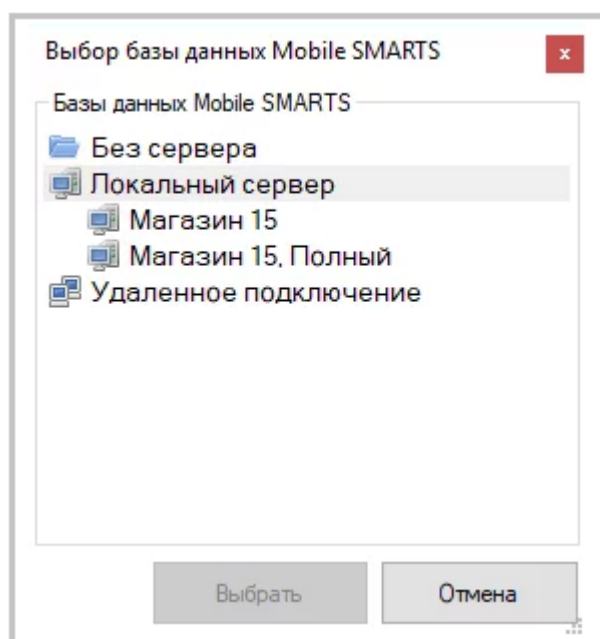 Выбор базы данных Mobile SMARTS
x
Базы данных Mobile SMARTS
Без сервера
Локальный сервер
Магазин 15
Магазин 15, Полный
Удаленное подключение
Выбрать
Отмена